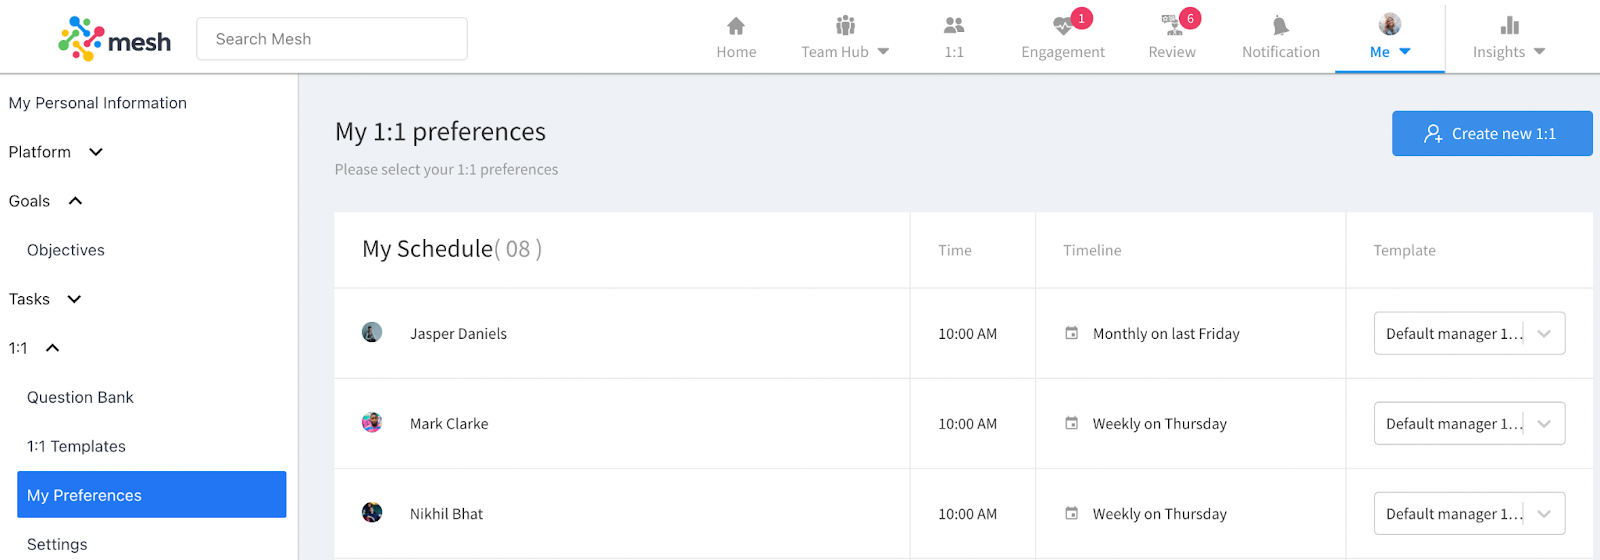 mesh
Search Mesh
Home
Team Hub
1:1
1
Engagement
6
Review
Notification
Me
Insights
My Personal Information
Platform
Goals
Objectives
Tasks
1:1
Question Bank
1:1 Templates
My Preferences
Settings
My 1:1 preferences
Please select your 1:1 preferences
Create new 1:1
My Schedule( 08 ) Time Timeline Template
Jasper Daniels 10:00 AM Monthly on last Friday Default manager 1...
Mark Clarke 10:00 AM Weekly on Thursday Default manager 1...
Nikhil Bhat 10:00 AM Weekly on Thursday Default manager 1...